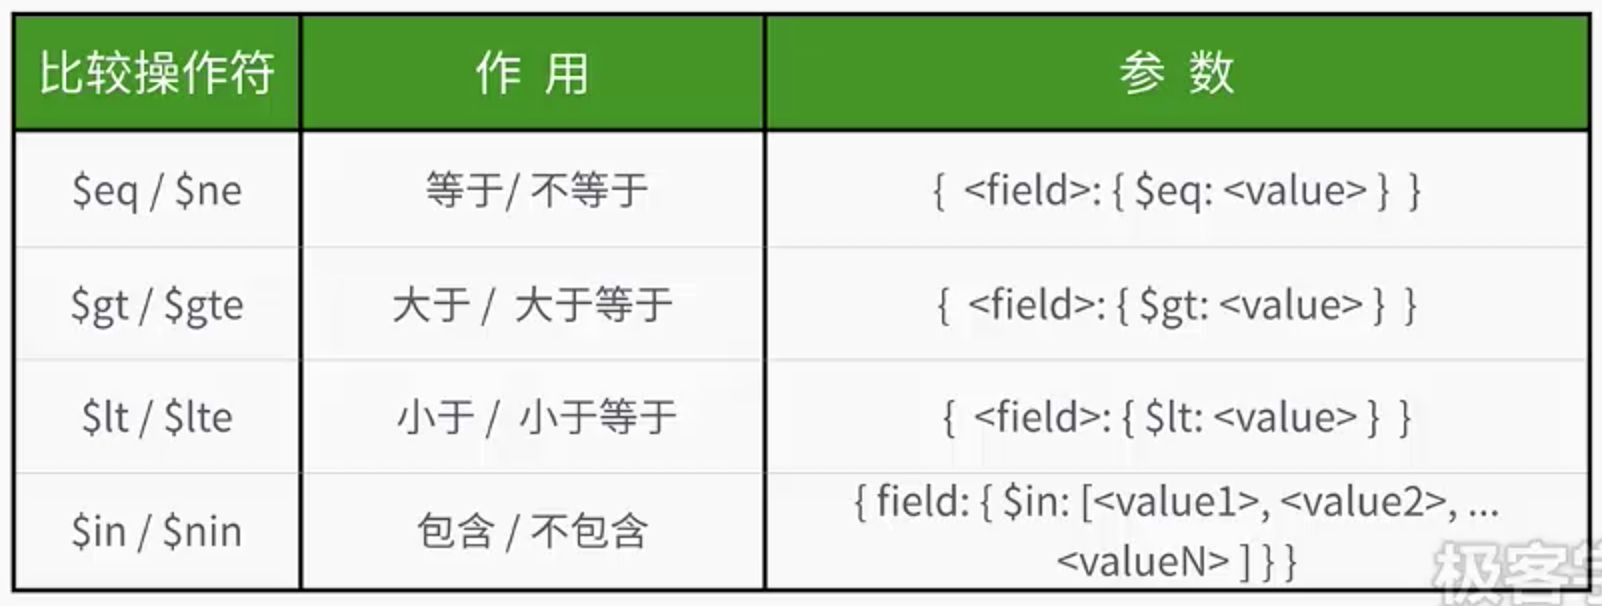 比较操作符 作 用 参 数
$eq / $ne 等于/ 不等于 { <field>: { $eq: <value> } }
$gt / $gte 大于 / 大于等于 { <field>: { $gt: <value> } }
$lt / $lte 小于 / 小于等于 { <field>: { $lt: <value> } }
$in / $nin 包含 / 不包含 { field: { $in: [<value1>, <value2>, ...
<valueN> ] } }
极客学